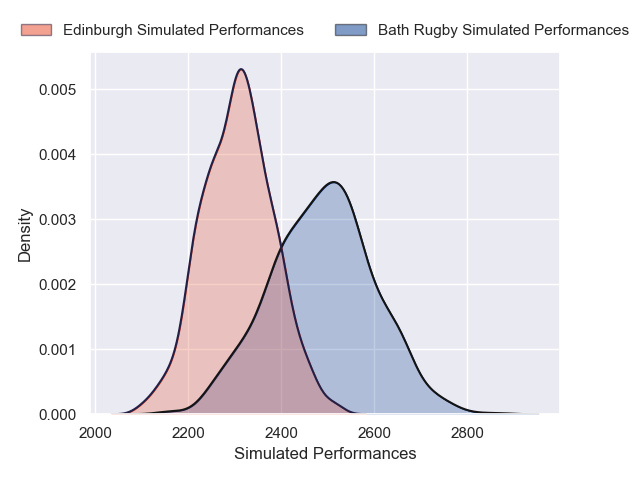 Edinburgh Simulated Performances
Bath Rugby Simulated Performances
0.005
0.004
0.003
0.002
0.001
0.000
Density
2000 2200 2400 2600 2800
Simulated Performances